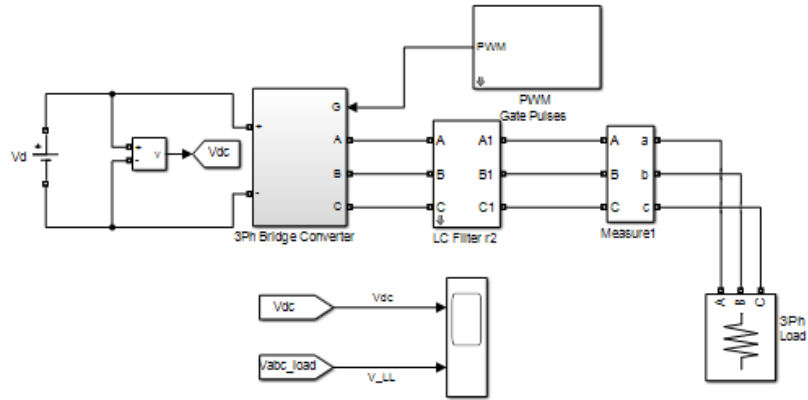 PWM
PWM
Gate Pulses
G
+
A
B
C
-
3Ph Bridge Converter
Vd
+
+
-
v
Vdc
A
B
C
A1
B1
C1
LC Filter r2
A
B
C
a
b
c
Measure1
A
B
C
3Ph
Load
Vdc
Vdc
Vabc_load
V_LL